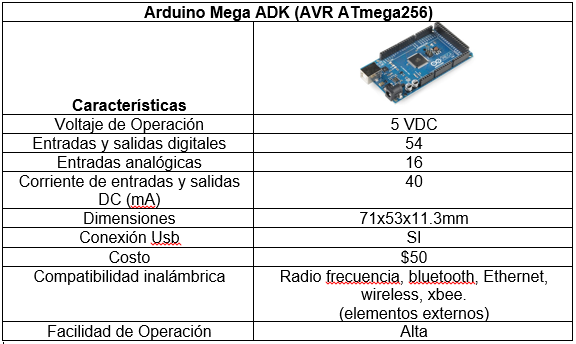 Arduino Mega ADK (AVR ATmega256)
Características
Voltaje de Operación 5 VDC
Entradas y salidas digitales 54
Entradas analógicas 16
Corriente de entradas y salidas 40
DC (mA)
Dimensiones 71x53x11.3mm
Conexión Usb SI
Costo $50
Compatibilidad inalámbrica Radio frecuencia, bluetooth, Ethernet,
wireless, xbee.
(elementos externos)
Facilidad de Operación Alta